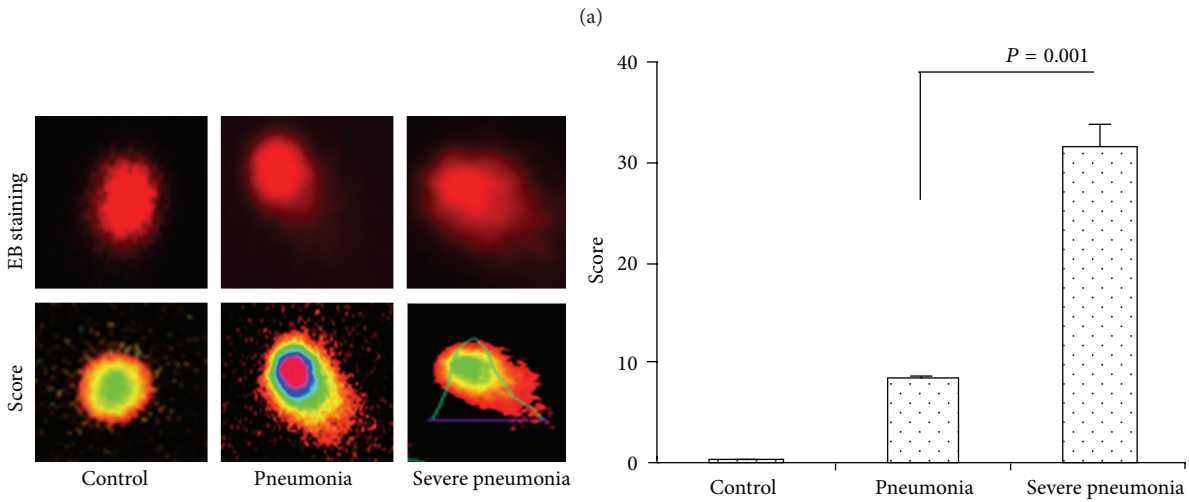 (a)
EB staining
Score
Control
Pneumonia
Severe pneumonia
Score
40
30
20
10
0
P = 0.001
Control
Pneumonia
Severe pneumonia